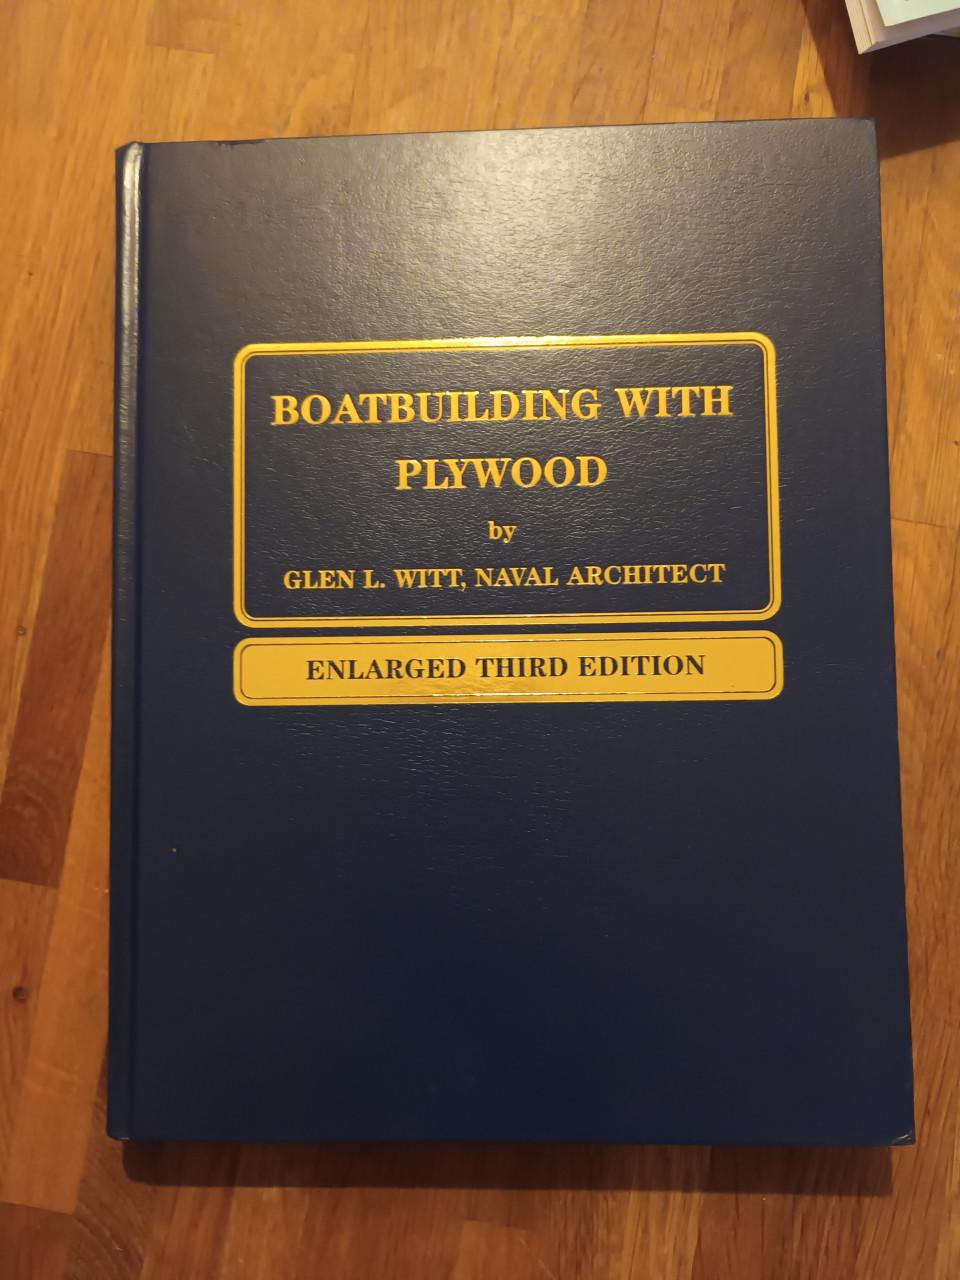 BOATBUILDING WITH
PLYWOOD
by
GLEN L. WITT, NAVAL ARCHITECT
ENLARGED THIRD EDITION